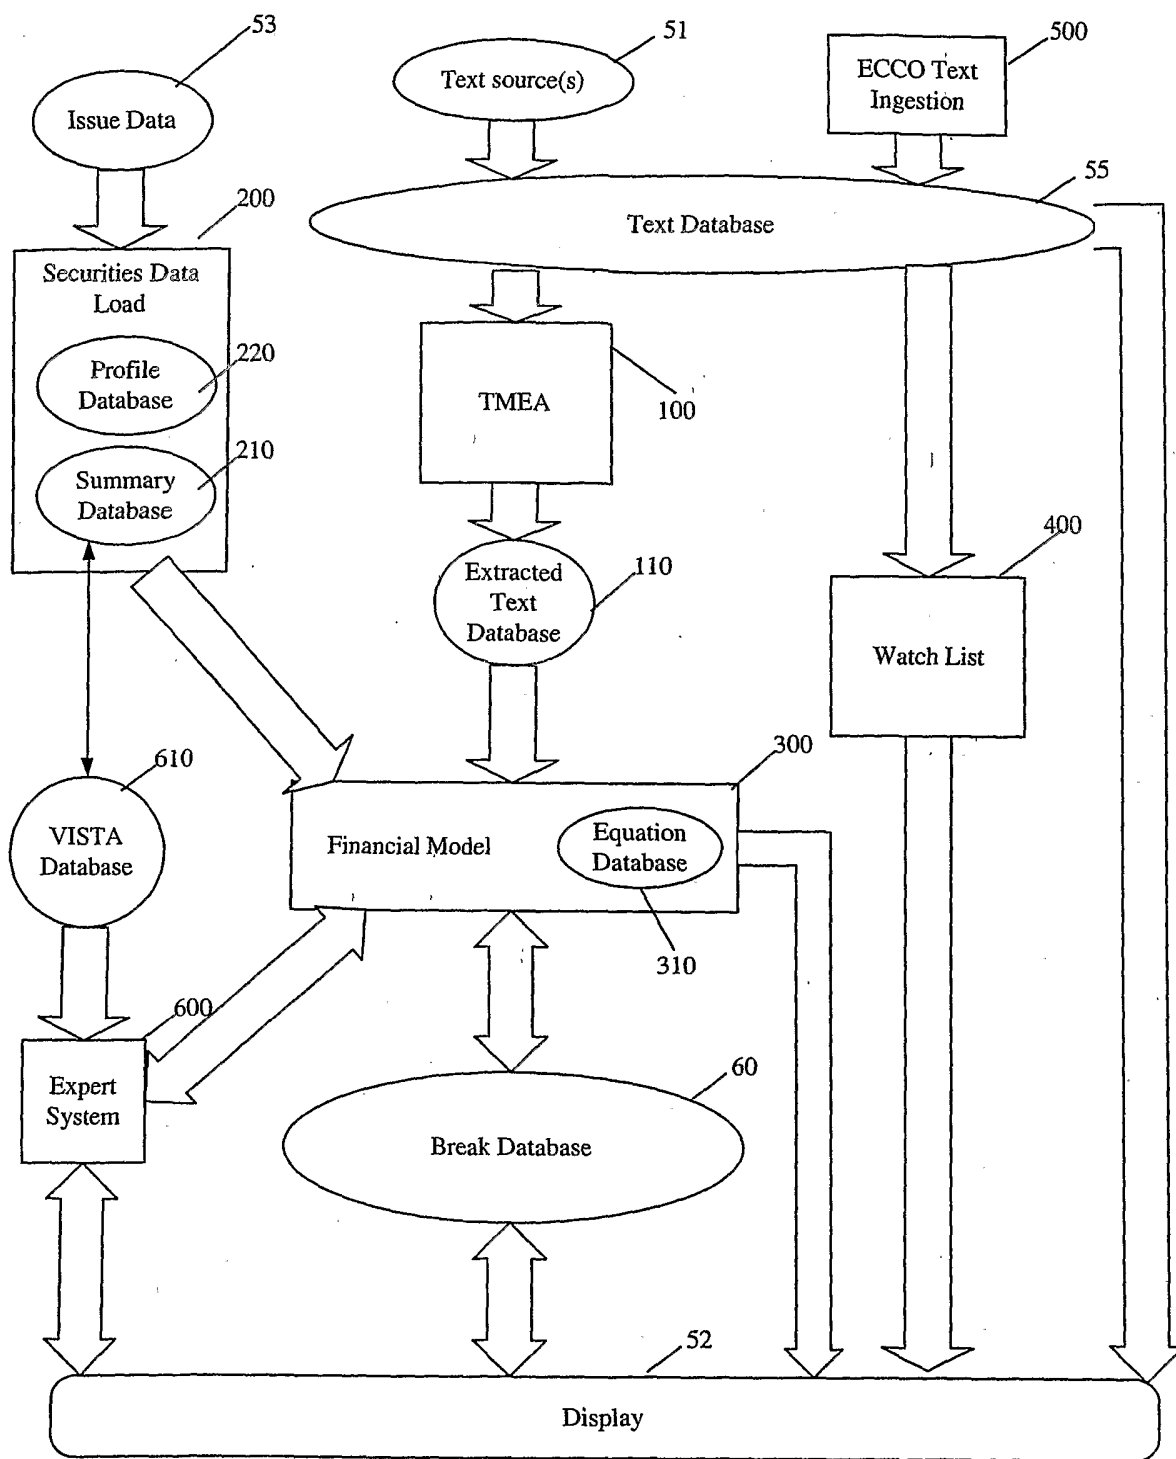 53
51
500
Issue Data
Text source(s)
ECCO Text
Ingestion
55
200
Text Database
Securities Data
Load
220
Profile
Database
TMEA
100
210
Summary
Database
400
Extracted
Text
Database
110
Watch List
610
300
VISTA
Database
Financial Model
Equation
Database
310
600
60
Expert
System
Break Database
52
Display